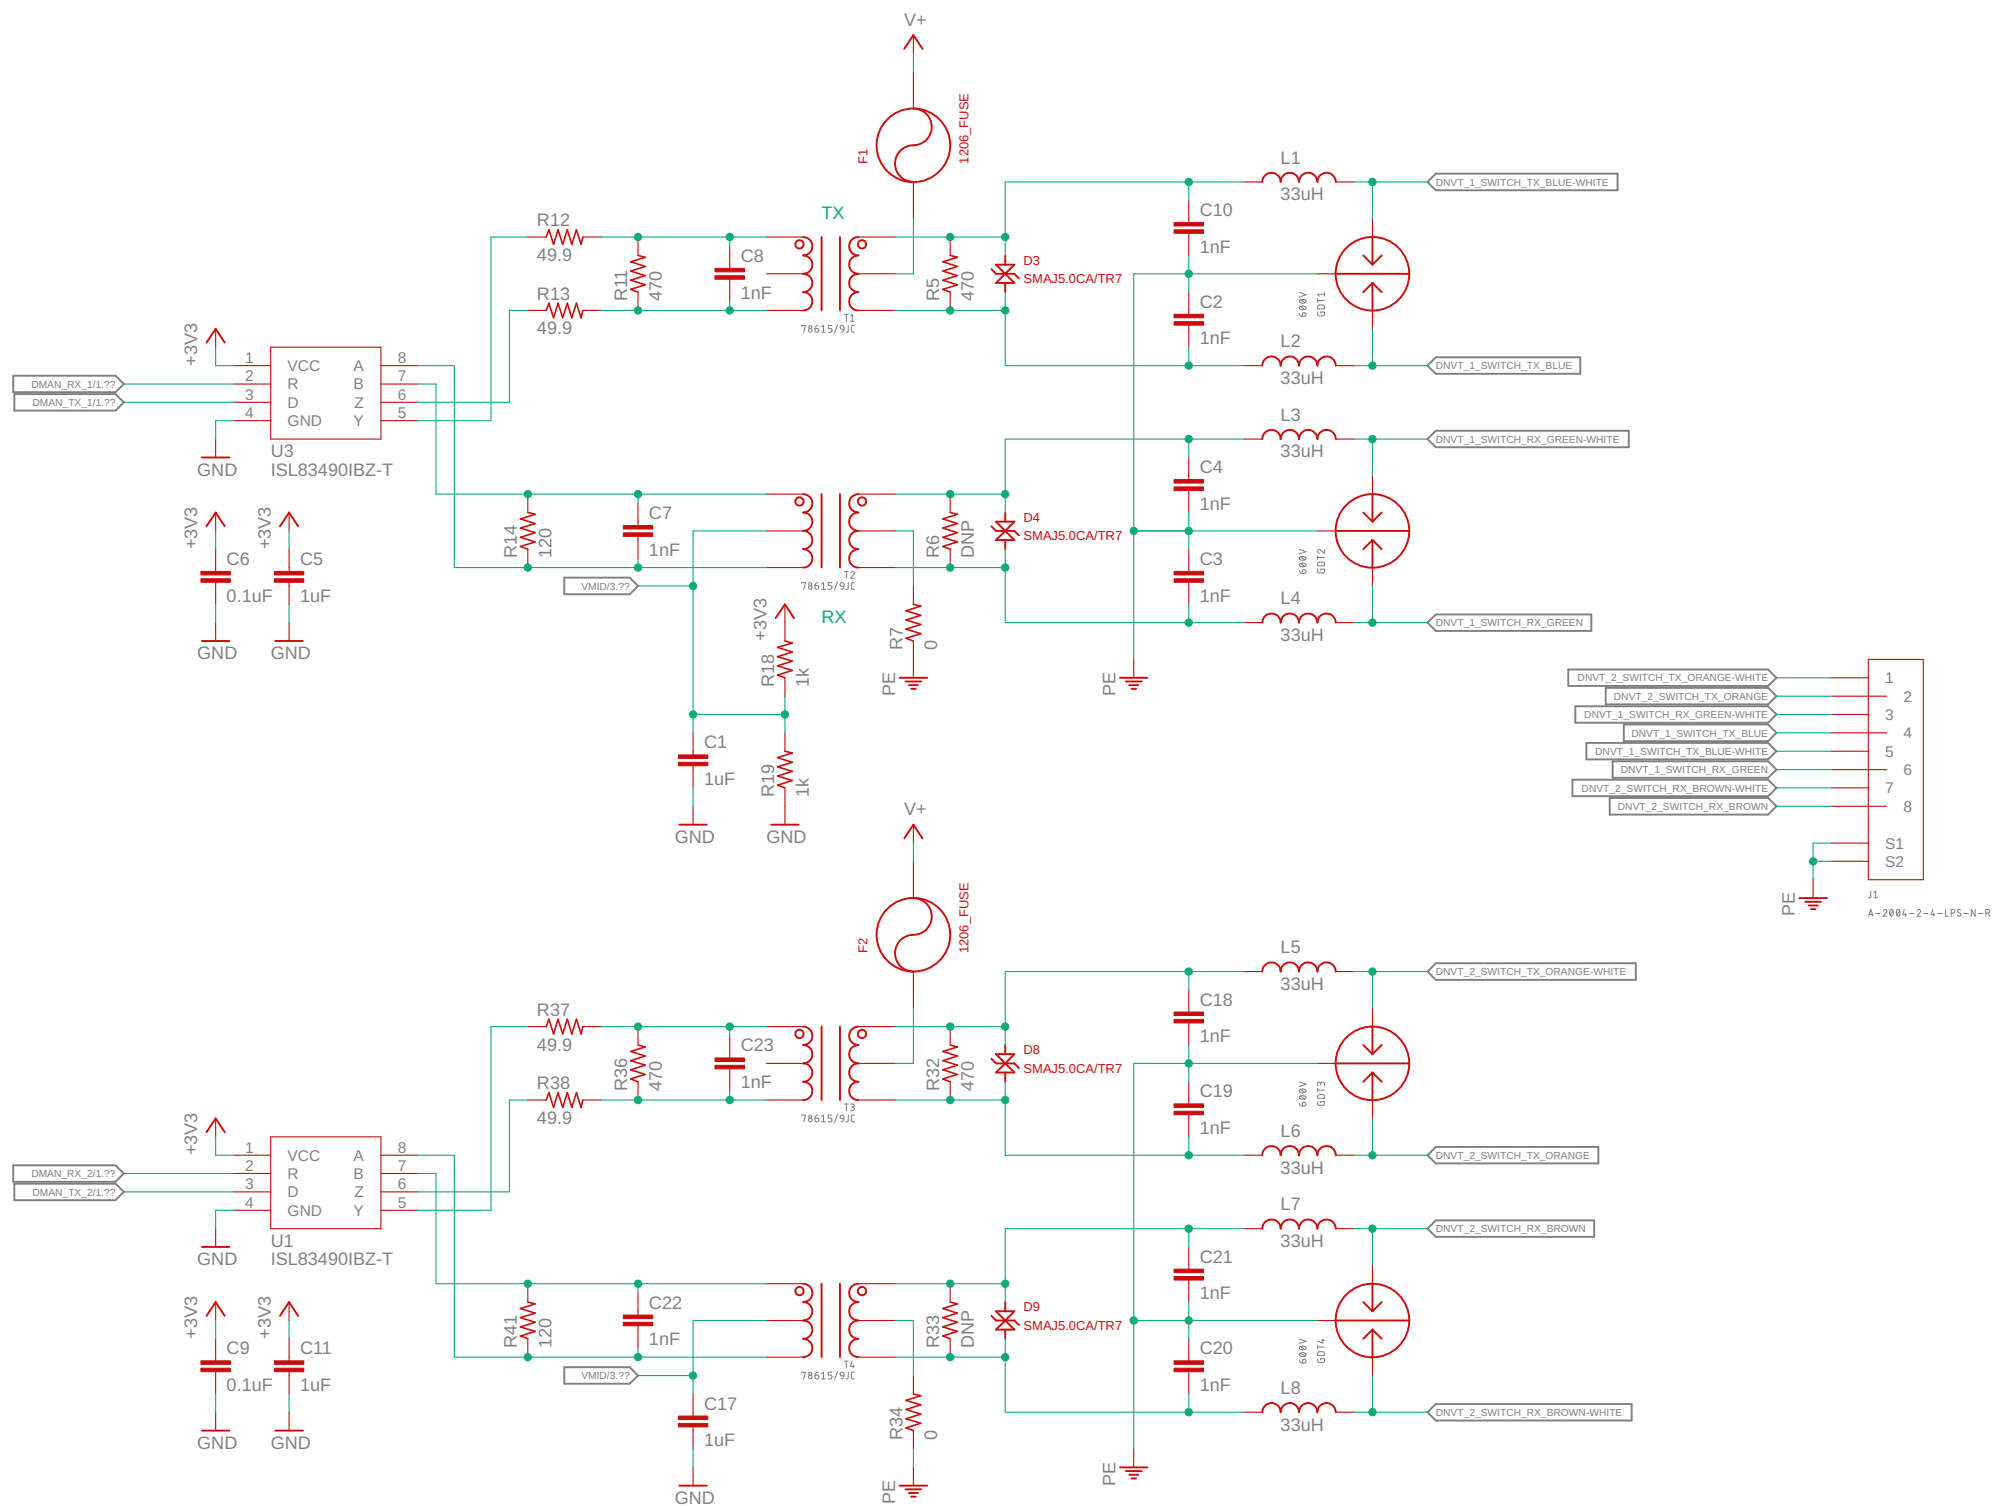 V+
F1
1206_FUSE
TX
R12
49.9
R11
470
C8
1nF
R13
49.9
T1
78615/9JC
R5
470
D3
SMAJ5.0CA/TR7
C10
1nF
C2
1nF
L1
33uH
L2
33uH
600V
GDT1
DNVT_1_SWITCH_TX_BLUE-WHITE
DNVT_1_SWITCH_TX_BLUE
+3V3
DMAN_RX_1/1.??
DMAN_TX_1/1.??
1
2
3
4
VCC
R
D
GND
A
B
Z
Y
8
7
6
5
GND
U3
ISL83490IBZ-T
+3V3
C6
0.1uF
GND
+3V3
C5
1uF
GND
R14
120
C7
1nF
VMID/3.??
T2
78615/9JC
RX
R6
DNP
D4
SMAJ5.0CA/TR7
R7
0
PE
C4
1nF
C3
1nF
L3
33uH
L4
33uH
600V
GDT2
DNVT_1_SWITCH_RX_GREEN-WHITE
DNVT_1_SWITCH_RX_GREEN
PE
+3V3
R18
1k
C1
1uF
R19
1k
GND
GND
DNVT_2_SWITCH_TX_ORANGE-WHITE
DNVT_2_SWITCH_TX_ORANGE
DNVT_1_SWITCH_RX_GREEN-WHITE
DNVT_1_SWITCH_TX_BLUE
DNVT_1_SWITCH_TX_BLUE-WHITE
DNVT_1_SWITCH_RX_GREEN
DNVT_2_SWITCH_RX_BROWN-WHITE
DNVT_2_SWITCH_RX_BROWN
1
2
3
4
5
6
7
8
S1
S2
PE
J1
A-2004-2-4-LPS-N-R
V+
F2
1206_FUSE
R37
49.9
R36
470
C23
1nF
R38
49.9
T3
78615/9JC
R32
470
D8
SMAJ5.0CA/TR7
C18
1nF
C19
1nF
L5
33uH
L6
33uH
600V
GDT3
DNVT_2_SWITCH_TX_ORANGE-WHITE
DNVT_2_SWITCH_TX_ORANGE
+3V3
DMAN_RX_2/1.??
DMAN_TX_2/1.??
1
2
3
4
VCC
R
D
GND
A
B
Z
Y
8
7
6
5
GND
U1
ISL83490IBZ-T
+3V3
C9
0.1uF
GND
+3V3
C11
1uF
GND
R41
120
C22
1nF
VMID/3.??
C17
1uF
GND
T4
78615/9JC
R33
DNP
D9
SMAJ5.0CA/TR7
R34
0
PE
C21
1nF
C20
1nF
L7
33uH
L8
33uH
600V
GDT4
DNVT_2_SWITCH_RX_BROWN
DNVT_2_SWITCH_RX_BROWN-WHITE
PE